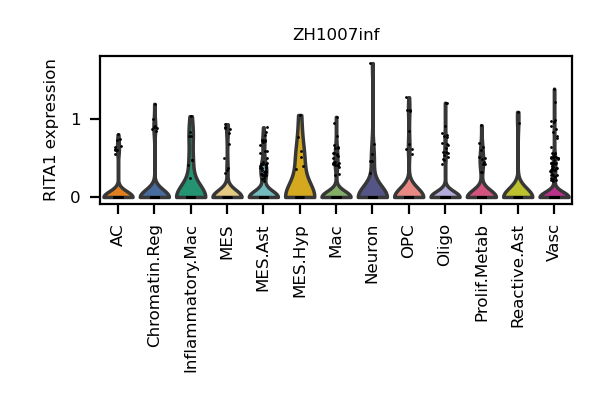 ZH1007inf
RITA1 expression
1
0
AC
Chromatin.Reg
Inflammatory.Mac
MES
MES.Ast
MES.Hyp
Mac
Neuron
OPC
Oligo
Prolif.Metab
Reactive.Ast
Vasc